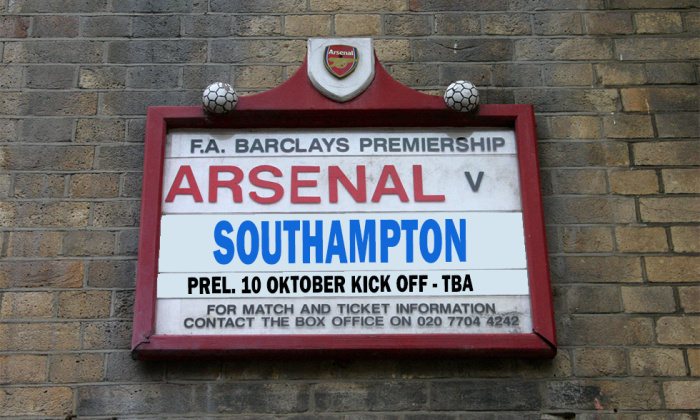 Arsenal
F.A. BARCLAYS PREMIERSHIP
ARSENAL V
SOUTHAMPTON
PREL. 10 OKTOBER KICK OFF - TBA
FOR MATCH AND TICKET INFORMATION
CONTACT THE BOX OFFICE ON 020 7704 4242